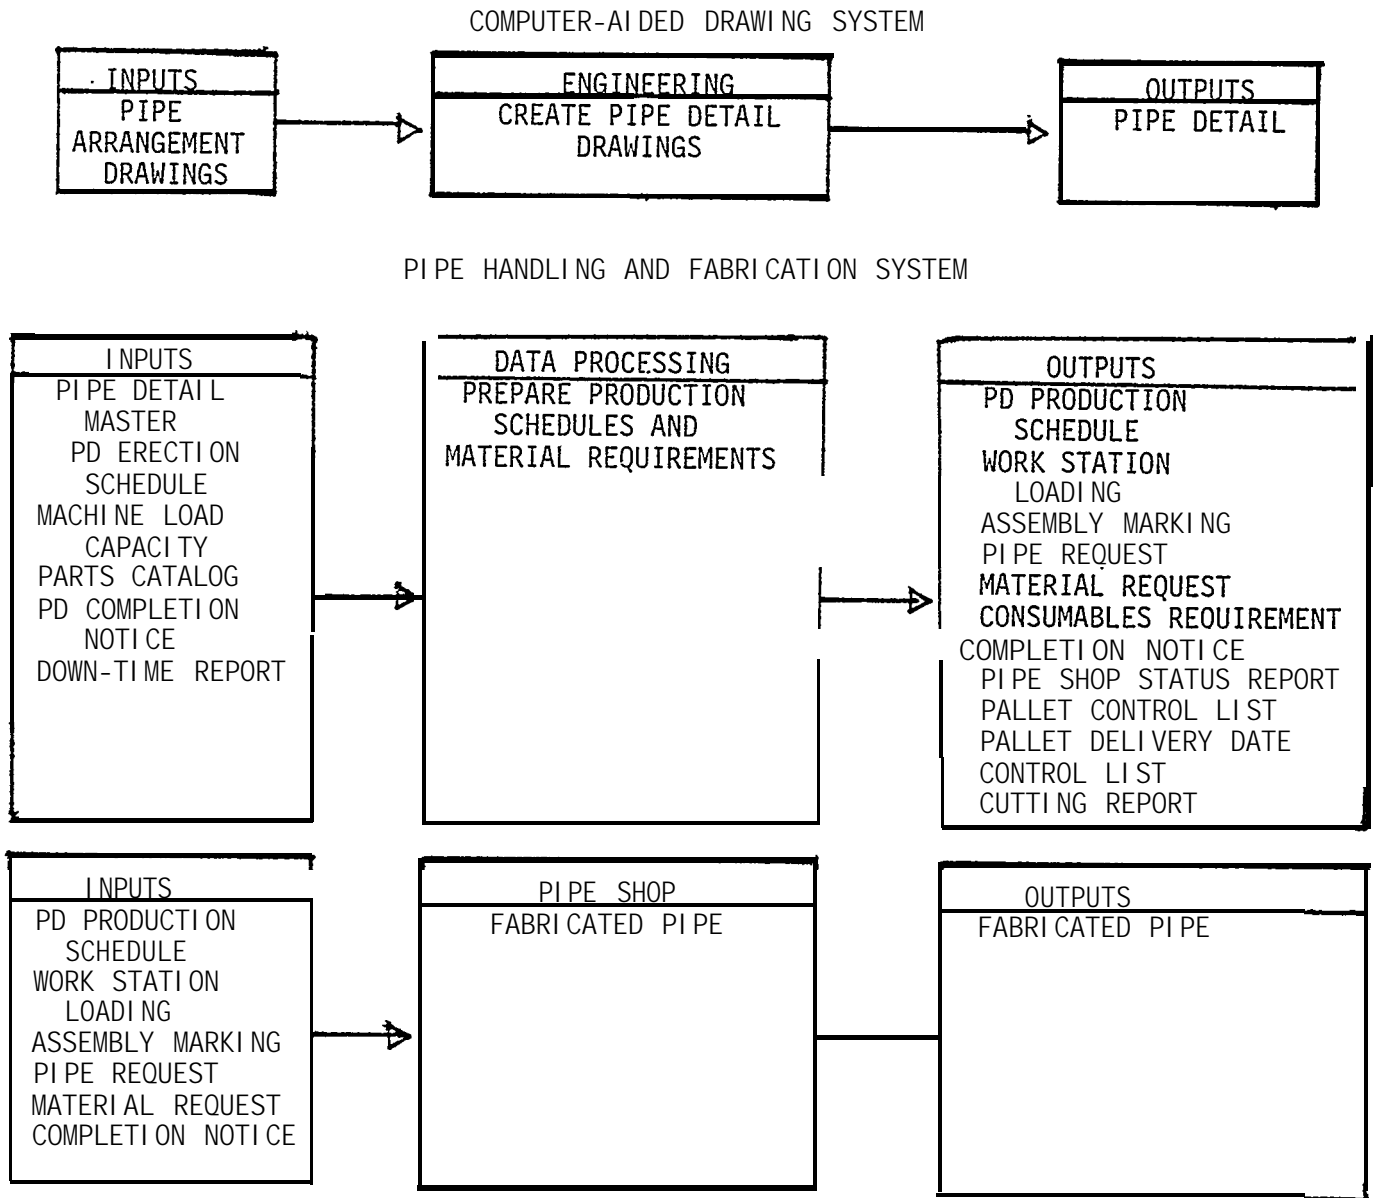 COMPUTER-AIDED DRAWING SYSTEM
INPUTS
PIPE
ARRANGEMENT
DRAWINGS
ENGINEERING
CREATE PIPE DETAIL
DRAWINGS
OUTPUTS
PIPE DETAIL
PIPE HANDLING AND FABRICATION SYSTEM
INPUTS
PIPE DETAIL
MASTER
PD ERECTION
SCHEDULE
MACHINE LOAD
CAPACITY
PARTS CATALOG
PD COMPLETION
NOTICE
DOWN-TIME REPORT
DATA PROCESSING
PREPARE PRODUCTION
SCHEDULES AND
MATERIAL REQUIREMENTS
OUTPUTS
PD PRODUCTION
SCHEDULE
WORK STATION
LOADING
ASSEMBLY MARKING
PIPE REQUEST
MATERIAL REQUEST
CONSUMABLES REQUIREMENT
COMPLETION NOTICE
PIPE SHOP STATUS REPORT
PALLET CONTROL LIST
PALLET DELIVERY DATE
CONTROL LIST
CUTTING REPORT
INPUTS
PD PRODUCTION
SCHEDULE
WORK STATION
LOADING
ASSEMBLY MARKING
PIPE REQUEST
MATERIAL REQUEST
COMPLETION NOTICE
PIPE SHOP
FABRICATED PIPE
OUTPUTS
FABRICATED PIPE